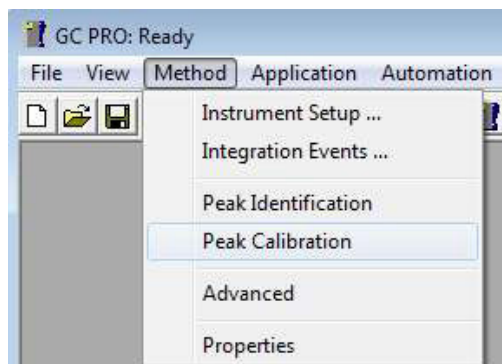 GC PRO: Ready
File View Method Application Automation
Instrument Setup ...
Integration Events ...
Peak Identification
Peak Calibration
Advanced
Properties